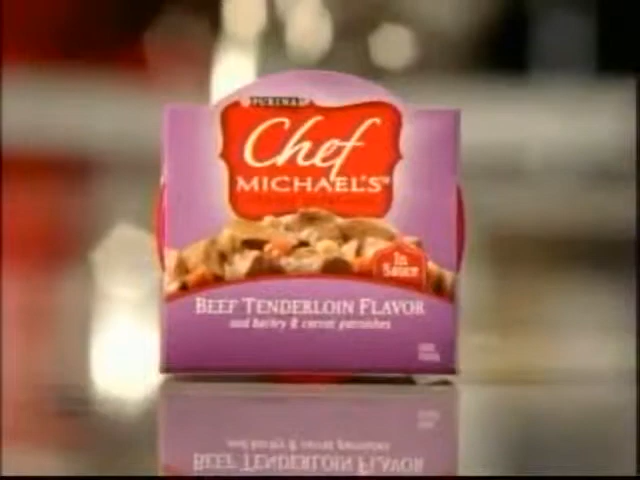 PURINA
Chef
MICHAEL'S
In
Sauce
BEEF TENDERLOIN FLAVOR
and barley & carrot garnishes